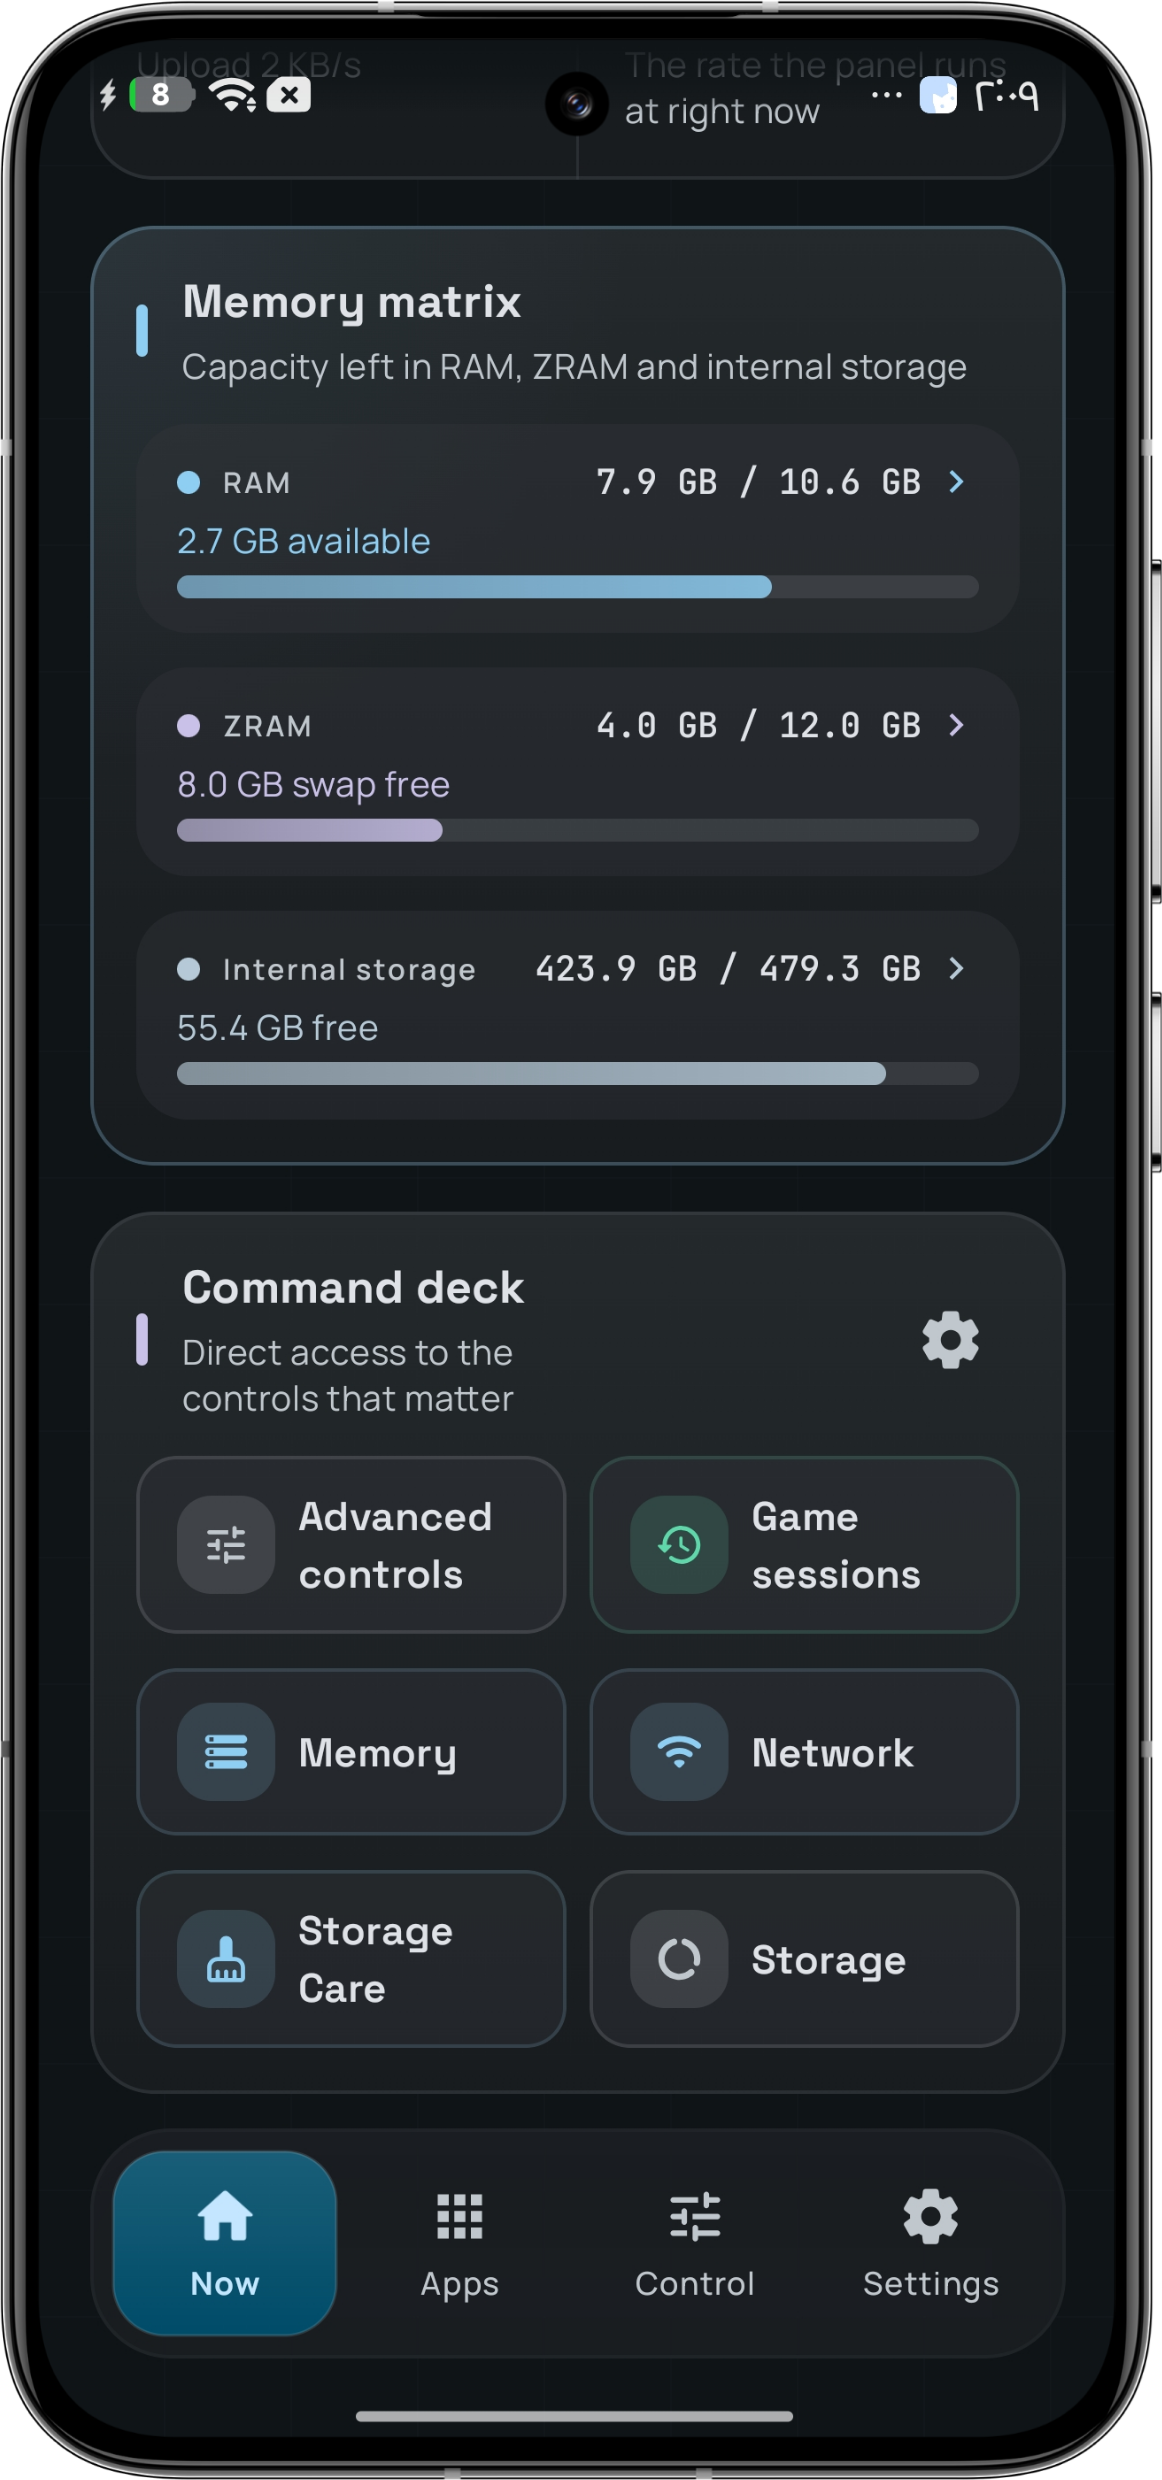 Upload 2 KB/s
The rate the panel runs
at right now
8
٢:٠٩
Memory matrix
Capacity left in RAM, ZRAM and internal storage
RAM
7.9 GB / 10.6 GB
2.7 GB available
ZRAM
4.0 GB / 12.0 GB
8.0 GB swap free
Internal storage
423.9 GB / 479.3 GB
55.4 GB free
Command deck
Direct access to the
controls that matter
Advanced
controls
Game
sessions
Memory
Network
Storage
Care
Storage
Now
Apps
Control
Settings